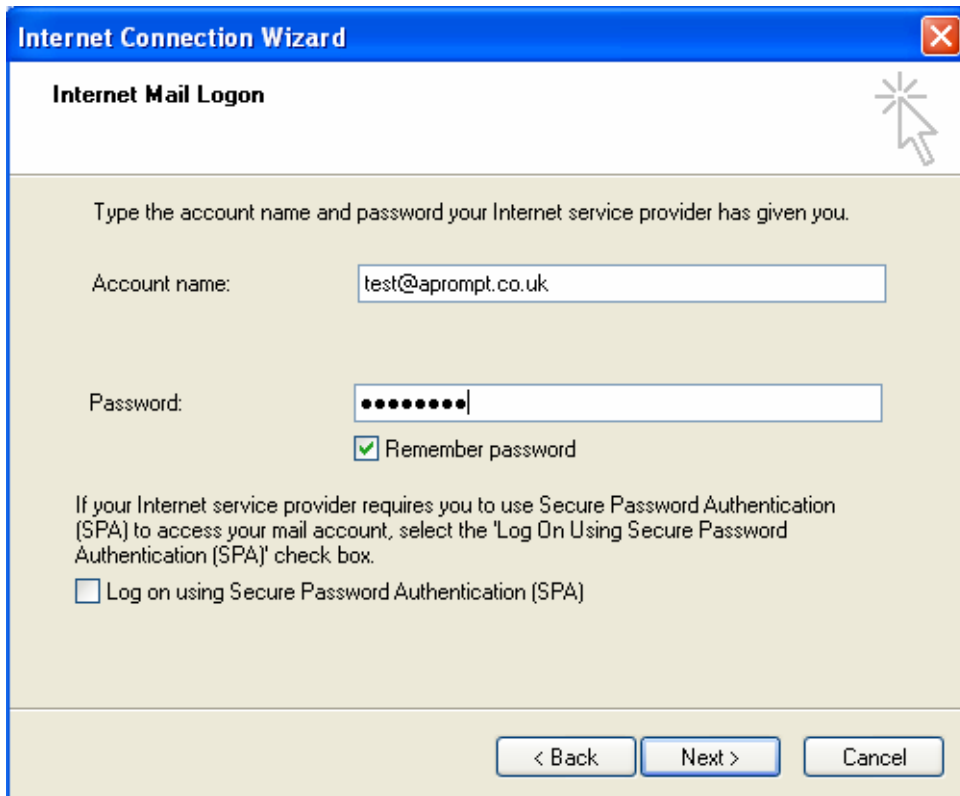 Internet Connection Wizard
Internet Mail Logon
Type the account name and password your Internet service provider has given you.
Account name: test@aprompt.co.uk
Password: ●●●●●●●●
Remember password
If your Internet service provider requires you to use Secure Password Authentication
(SPA) to access your mail account, select the 'Log On Using Secure Password
Authentication (SPA)' check box.
Log on using Secure Password Authentication (SPA)
< Back Next > Cancel